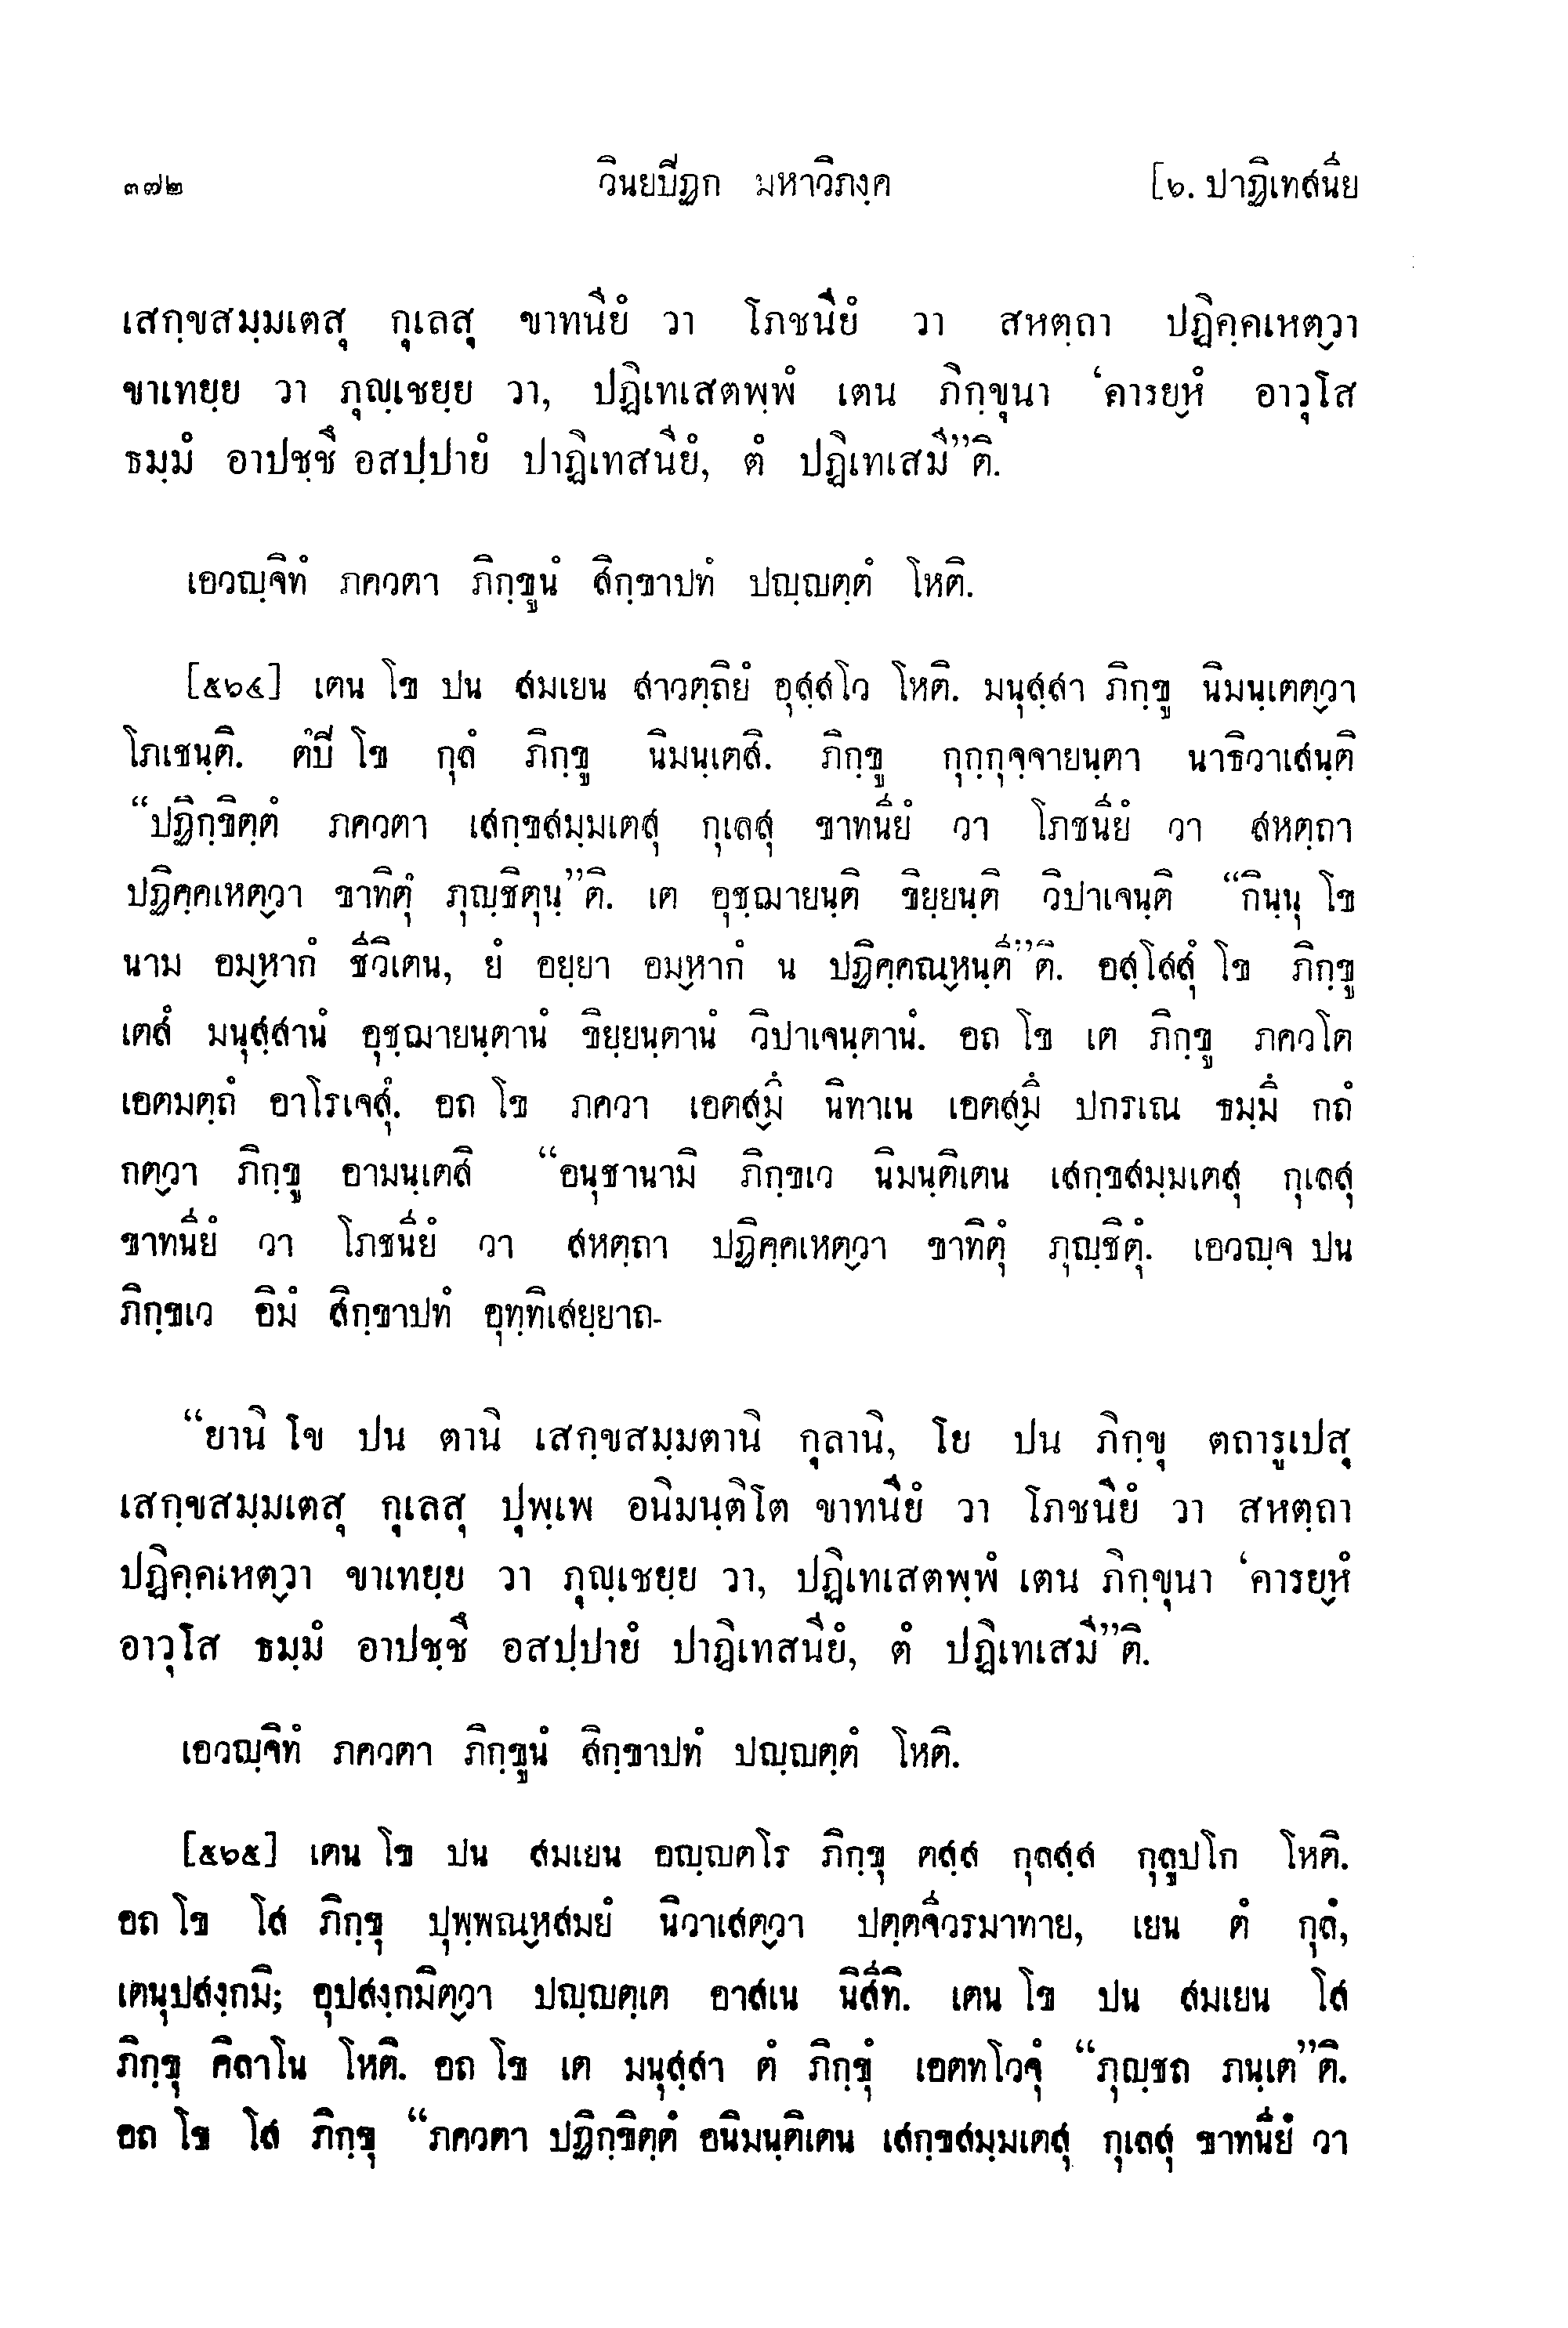 ๓๗๒ วินยปิฏก มหาวิภงฺค [๖. ปาฏิเทสนีย
เสกฺขสมฺมเตสุ กุเลสุ ขาทนียํ วา โภชนียํ วา สหตฺถา ปฏิคฺคเหตฺวา
ขาเทยฺย วา ภุญฺเชยฺย วา, ปฏิเทเสตพฺพํ เตน ภิกฺขุนา ‘คารยฺหํ อาวุโส
ธมฺมํ อาปชฺชึ อสปฺปายํ ปาฏิเทสนียํ, ตํ ปฏิเทเสมี”ติ.
เอวญฺจิทํ ภควตา ภิกฺขูนํ สิกฺขาปทํ ปญฺญตฺตํ โหติ.
[๕๖๔] เตน โข ปน สมเยน สาวตฺถิยํ อุสฺสโว โหติ. มนุสฺสา ภิกฺขู นิมนฺเตตฺวา
โภเชนฺติ. ตํปิ โข กุลํ ภิกฺขู นิมนฺเตสิ. ภิกฺขู กุกฺกุจฺจายนฺตา นาธิวาเสนฺติ
“ปฏิกฺขิตฺตํ ภควตา เสกฺขสมฺมเตสุ กุเลสุ ขาทนียํ วา โภชนียํ วา สหตฺถา
ปฏิคฺคเหตฺวา ขาทิตุํ ภุญฺชิตุนฺ”ติ. เต อุชฺฌายนฺติ ขิยฺยนฺติ วิปาเจนฺติ “กินฺนุ โข
นาม อมฺหากํ ชีวิเตน, ยํ อยฺยา อมฺหากํ น ปฏิคฺคณฺหนฺตี”ติ. อสฺโสสุํ โข ภิกฺขู
เตสํ มนุสฺสานํ อุชฺฌายนฺตานํ ขิยฺยนฺตานํ วิปาเจนฺตานํ. อถ โข เต ภิกฺขู ภควโต
เอตมตฺถํ อาโรเจสุํ. อถ โข ภควา เอตสฺมึ นิทาเน เอตสฺมึ ปกรเณ ธมฺมึ กถํ
กตฺวา ภิกฺขู อามนฺเตสิ “อนุชานามิ ภิกฺขเว นิมนฺติเตน เสกฺขสมฺมเตสุ กุเลสุ
ขาทนียํ วา โภชนียํ วา สหตฺถา ปฏิคฺคเหตฺวา ขาทิตุํ ภุญฺชิตุํ. เอวญฺจ ปน
ภิกฺขเว อิมํ สิกฺขาปทํ อุทฺทิเสยฺยาถ-
“ยานิ โข ปน ตานิ เสกฺขสมฺมตานิ กุลานิ, โย ปน ภิกฺขุ ตถารูเปสุ
เสกฺขสมฺมเตสุ กุเลสุ ปุพฺเพ อนิมนฺติโต ขาทนียํ วา โภชนียํ วา สหตฺถา
ปฏิคฺคเหตฺวา ขาเทยฺย วา ภุญฺเชยฺย วา, ปฏิเทเสตพฺพํ เตน ภิกฺขุนา ‘คารยฺหํ
อาวุโส ธมฺมํ อาปชฺชึ อสปฺปายํ ปาฏิเทสนียํ, ตํ ปฏิเทเสมี”ติ.
เอวญฺจิทํ ภควตา ภิกฺขูนํ สิกฺขาปทํ ปญฺญตฺตํ โหติ.
[๕๖๕] เตน โข ปน สมเยน อญฺญตโร ภิกฺขุ ตสฺส กุลสฺส กุลูปโก โหติ.
อถ โข โส ภิกฺขุ ปุพฺพณฺหสมยํ นิวาเสตฺวา ปตฺตจีวรมาทาย, เยน ตํ กุลํ,
เตนุปสงฺกมิ; อุปสงฺกมิตฺวา ปญฺญตฺเต อาสเน นิสีทิ. เตน โข ปน สมเยน โส
ภิกฺขุ คิลาโน โหติ. อถ โข เต มนุสฺสา ตํ ภิกฺขุํ เอตทโวจุํ “ภุญฺชถ ภนฺเต”ติ.
อถ โข โส ภิกฺขุ “ภควตา ปฏิกฺขิตฺตํ อนิมนฺติเตน เสกฺขสมฺมเตสุ กุเลสุ ขาทนียํ วา